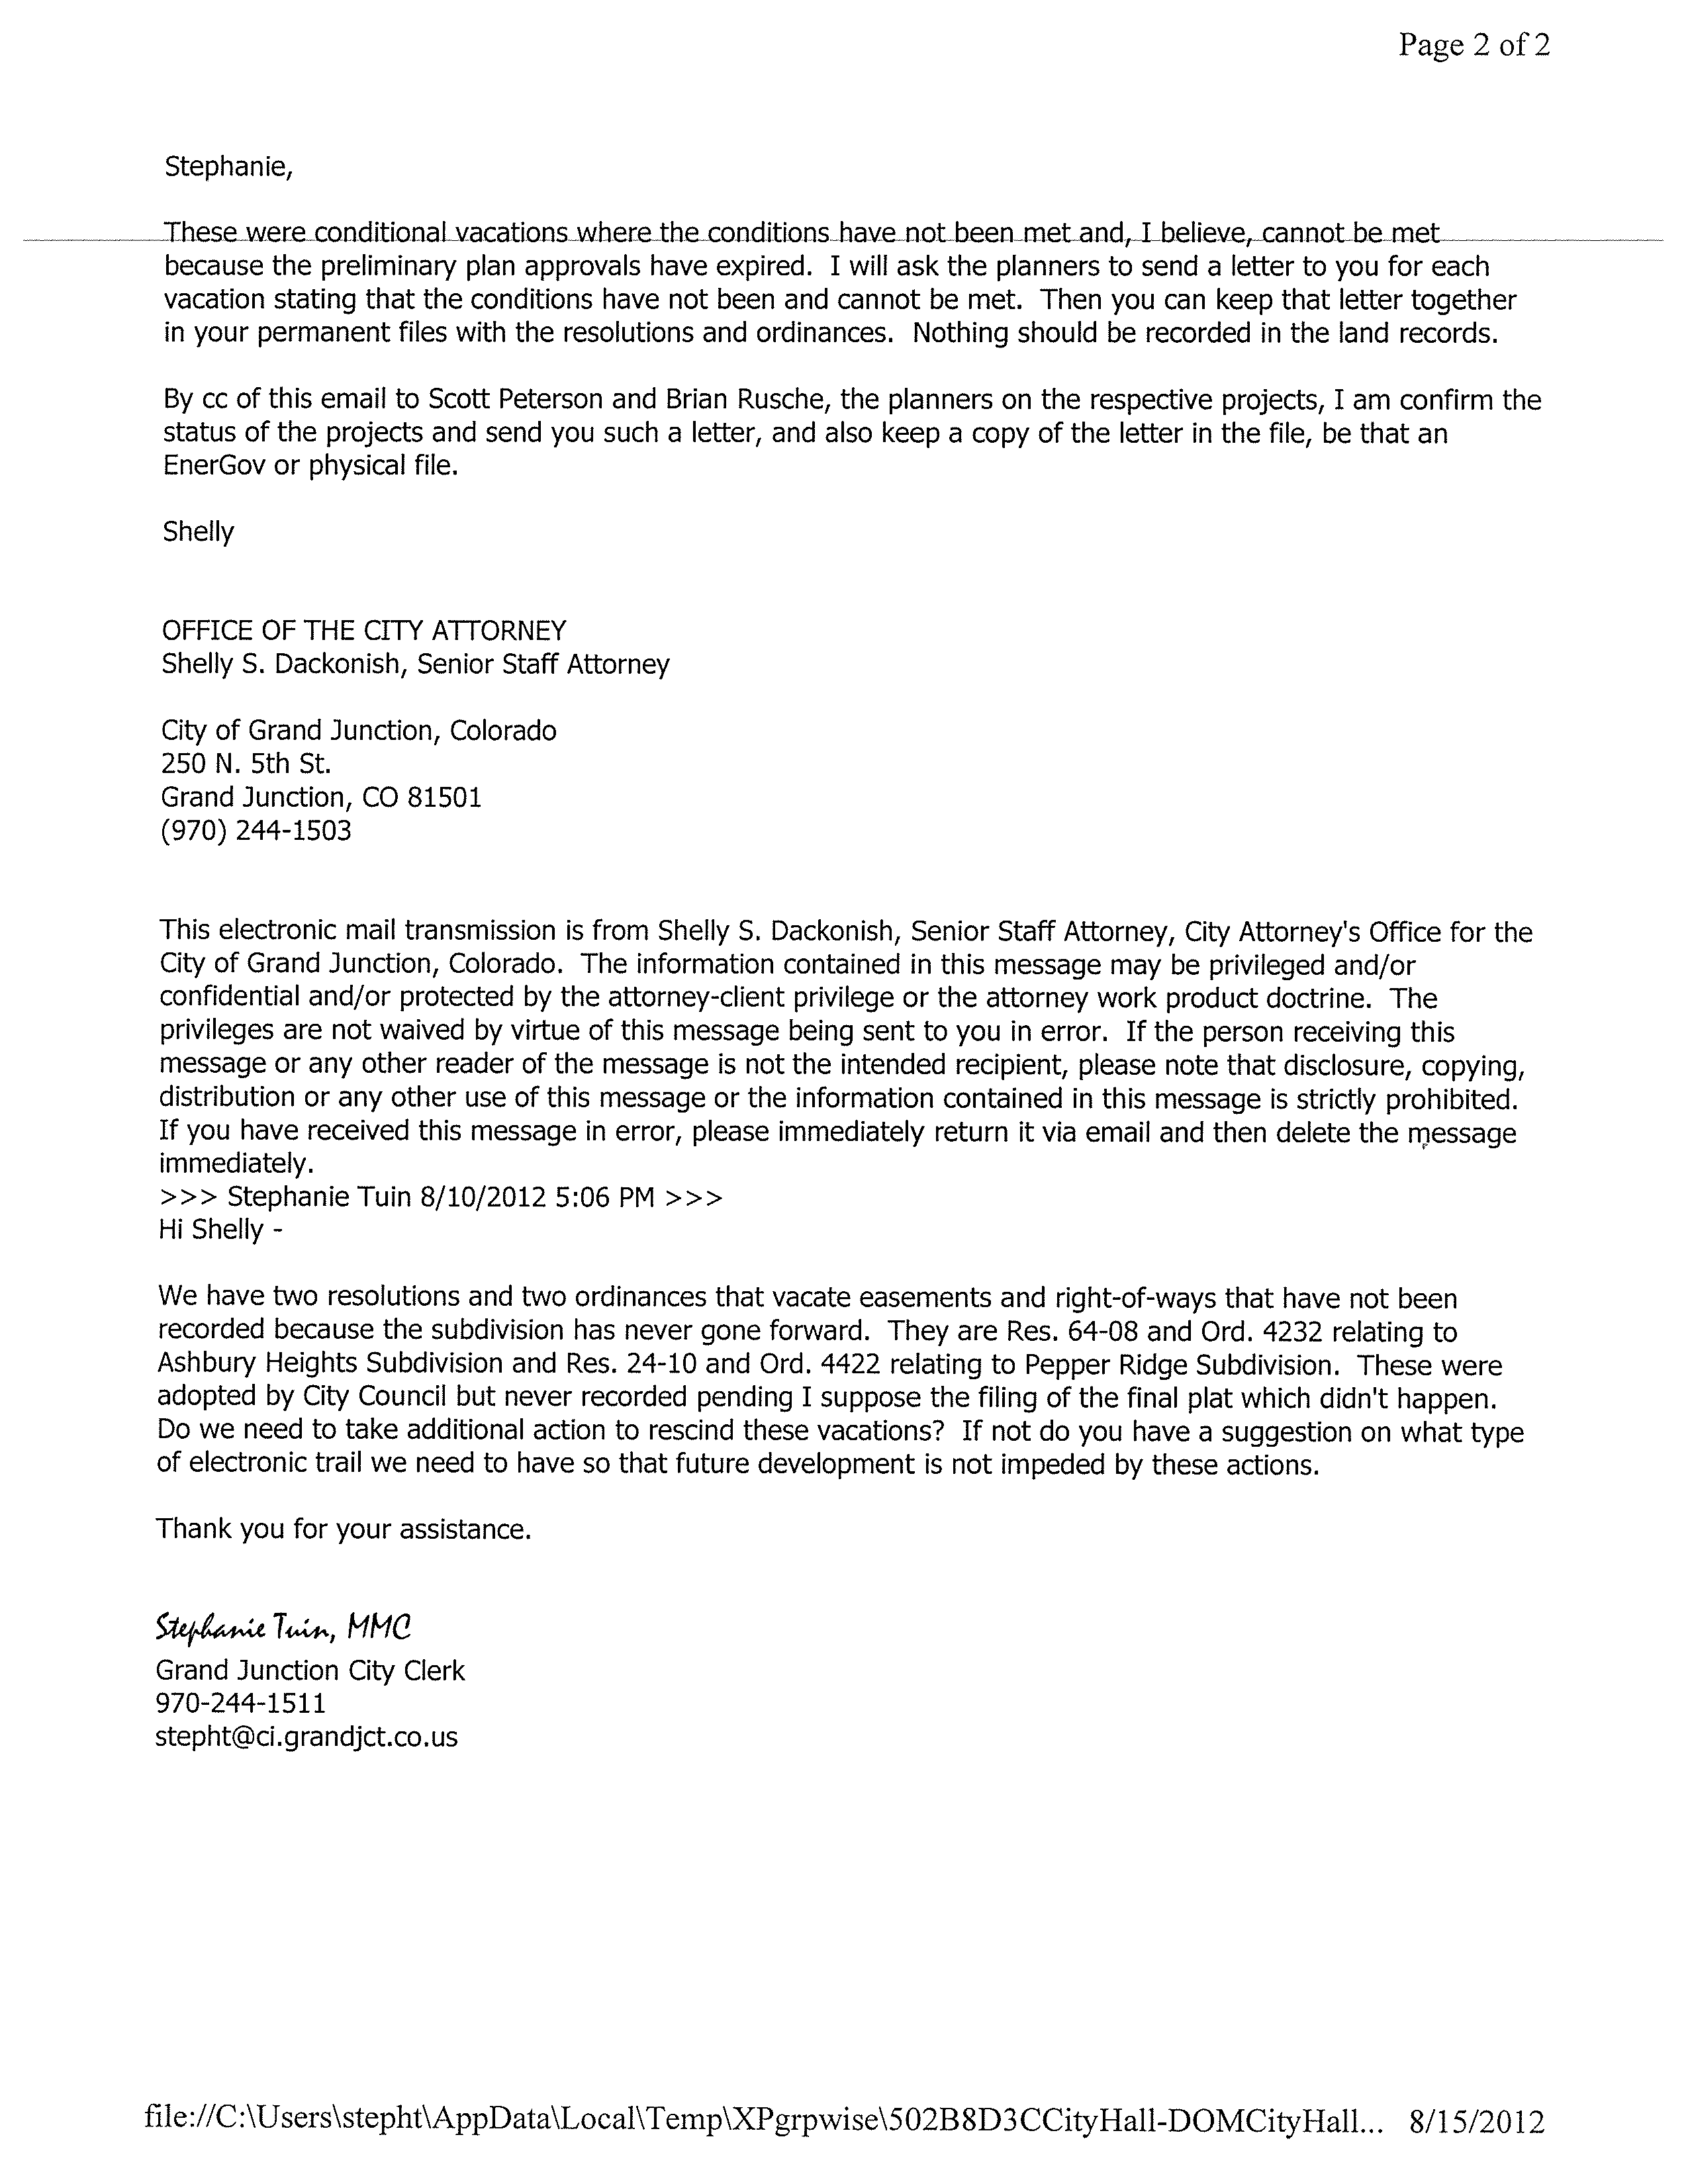 Page 2 of 2
Stephanie,
These were conditional vacations where the conditions have not been met and, I believe, cannot be met
because the preliminary plan approvals have expired.  I will ask the planners to send a letter to you for each
vacation stating that the conditions have not been and cannot be met.  Then you can keep that letter together
in your permanent files with the resolutions and ordinances.  Nothing should be recorded in the land records.
By cc of this email to Scott Peterson and Brian Rusche, the planners on the respective projects, I am confirm the
status of the projects and send you such a letter, and also keep a copy of the letter in the file, be that an
EnerGov or physical file.
Shelly
OFFICE OF THE CITY ATTORNEY
Shelly S. Dackonish, Senior Staff Attorney
City of Grand Junction, Colorado
250 N. 5th St.
Grand Junction, CO 81501
(970) 244-1503
This electronic mail transmission is from Shelly S. Dackonish, Senior Staff Attorney, City Attorney's Office for the
City of Grand Junction, Colorado.  The information contained in this message may be privileged and/or
confidential and/or protected by the attorney-client privilege or the attorney work product doctrine.  The
privileges are not waived by virtue of this message being sent to you in error.  If the person receiving this
message or any other reader of the message is not the intended recipient, please note that disclosure, copying,
distribution or any other use of this message or the information contained in this message is strictly prohibited.
If you have received this message in error, please immediately return it via email and then delete the message
immediately.
>>> Stephanie Tuin 8/10/2012 5:06 PM >>>
Hi Shelly -
We have two resolutions and two ordinances that vacate easements and right-of-ways that have not been
recorded because the subdivision has never gone forward.  They are Res. 64-08 and Ord. 4232 relating to
Ashbury Heights Subdivision and Res. 24-10 and Ord. 4422 relating to Pepper Ridge Subdivision.  These were
adopted by City Council but never recorded pending I suppose the filing of the final plat which didn't happen.
Do we need to take additional action to rescind these vacations?  If not do you have a suggestion on what type
of electronic trail we need to have so that future development is not impeded by these actions.
Thank you for your assistance.
Stephanie Tuin, MMC
Grand Junction City Clerk
970-244-1511
stepht@ci.grandjct.co.us
file://C:\Users\stepht\AppData\Local\Temp\XPgrpwise\502B8D3CCityHall-DOMCityHall...  8/15/2012